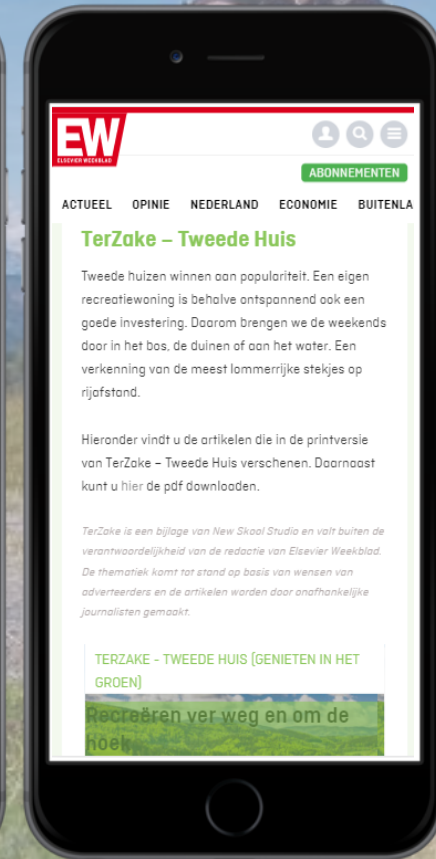 EW
ELSEVIER WEEKBLAD
ABONNEMENTEN
ACTUEEL OPINIE NEDERLAND ECONOMIE BUITENLA
TerZake – Tweede Huis
Tweede huizen winnen aan populariteit. Een eigen
recreatiewoning is behalve ontspannend ook een
goede investering. Daarom brengen we de weekends
door in het bos, de duinen of aan het water. Een
verkenning van de meest lommerrijke stekjes op
rijafstand.
Hieronder vindt u de artikelen die in de printversie
van TerZake – Tweede Huis verschenen. Daarnaast
kunt u hier de pdf downloaden.
TerZake is een bijlage van New Skool Studio en valt buiten de
verantwoordelijkheid van de redactie van Elsevier Weekblad.
De thematiek komt tot stand op basis van wensen van
adverteerders en de artikelen worden door onafhankelijke
journalisten gemaakt.
TERZAKE - TWEEDE HUIS (GENIETEN IN HET
GROEN)
Recreëren ver weg en om de
hoek